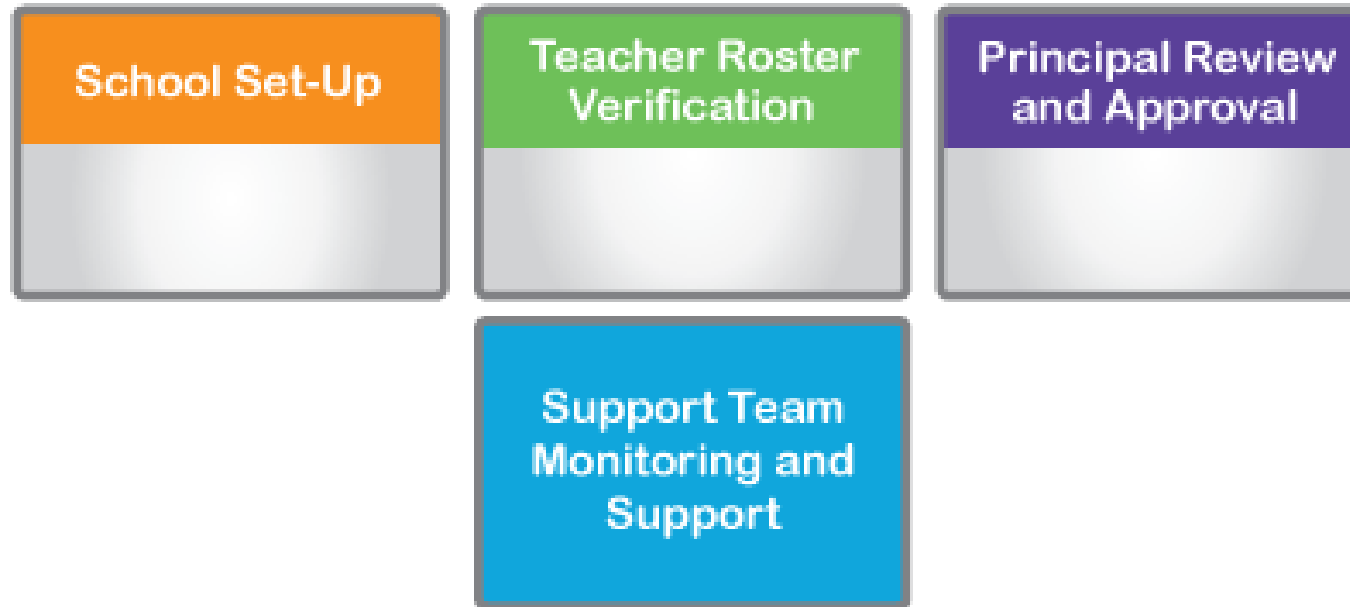 School Set-Up
Teacher Roster
Verification
Principal Review
and Approval
Support Team
Monitoring and
Support